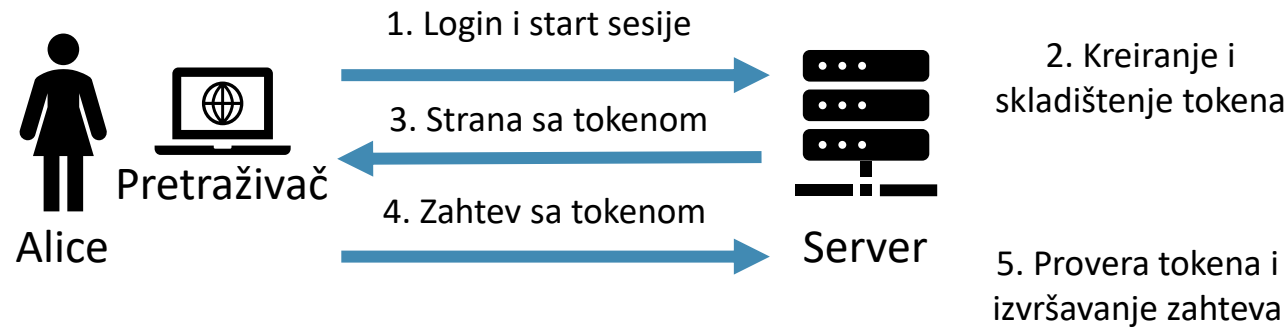 1. Login i start sesije
2. Kreiranje i
skladištenje tokena
3. Strana sa tokenom
Pretraživač
4. Zahtev sa tokenom
Alice
Server
5. Provera tokena i
izvršavanje zahteva